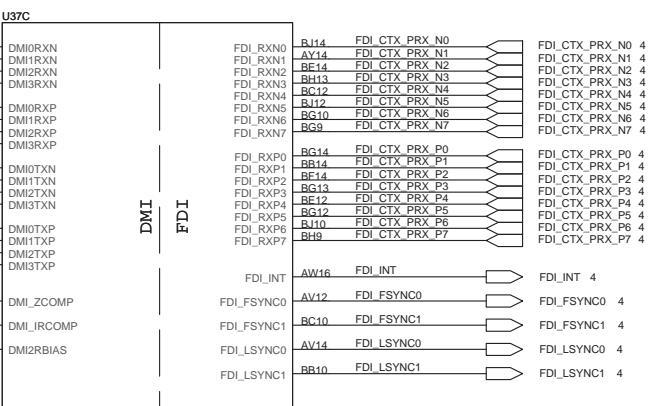 U37C
DMI0RXN
DMI1RXN
DMI2RXN
DMI3RXN
DMI0RXP
DMI1RXP
DMI2RXP
DMI3RXP
DMI0TXN
DMI1TXN
DMI2TXN
DMI3TXN
DMI0TXP
DMI1TXP
DMI2TXP
DMI3TXP
DMI_ZCOMP
DMI_IRCOMP
DMI2RBIAS
DMI
FDI
FDI_RXN0 BJ14 FDI_CTX_PRX_N0 FDI_CTX_PRX_N0 4
FDI_RXN1 AY14 FDI_CTX_PRX_N1 FDI_CTX_PRX_N1 4
FDI_RXN2 BE14 FDI_CTX_PRX_N2 FDI_CTX_PRX_N2 4
FDI_RXN3 BH13 FDI_CTX_PRX_N3 FDI_CTX_PRX_N3 4
FDI_RXN4 BC12 FDI_CTX_PRX_N4 FDI_CTX_PRX_N4 4
FDI_RXN5 BJ12 FDI_CTX_PRX_N5 FDI_CTX_PRX_N5 4
FDI_RXN6 BG10 FDI_CTX_PRX_N6 FDI_CTX_PRX_N6 4
FDI_RXN7 BG9 FDI_CTX_PRX_N7 FDI_CTX_PRX_N7 4
FDI_RXP0 BG14 FDI_CTX_PRX_P0 FDI_CTX_PRX_P0 4
FDI_RXP1 BB14 FDI_CTX_PRX_P1 FDI_CTX_PRX_P1 4
FDI_RXP2 BF14 FDI_CTX_PRX_P2 FDI_CTX_PRX_P2 4
FDI_RXP3 BG13 FDI_CTX_PRX_P3 FDI_CTX_PRX_P3 4
FDI_RXP4 BE12 FDI_CTX_PRX_P4 FDI_CTX_PRX_P4 4
FDI_RXP5 BG12 FDI_CTX_PRX_P5 FDI_CTX_PRX_P5 4
FDI_RXP6 BJ10 FDI_CTX_PRX_P6 FDI_CTX_PRX_P6 4
FDI_RXP7 BH9 FDI_CTX_PRX_P7 FDI_CTX_PRX_P7 4
FDI_INT AW16 FDI_INT FDI_INT 4
FDI_FSYNC0 AV12 FDI_FSYNC0 FDI_FSYNC0 4
FDI_FSYNC1 BC10 FDI_FSYNC1 FDI_FSYNC1 4
FDI_LSYNC0 AV14 FDI_LSYNC0 FDI_LSYNC0 4
FDI_LSYNC1 BB10 FDI_LSYNC1 FDI_LSYNC1 4